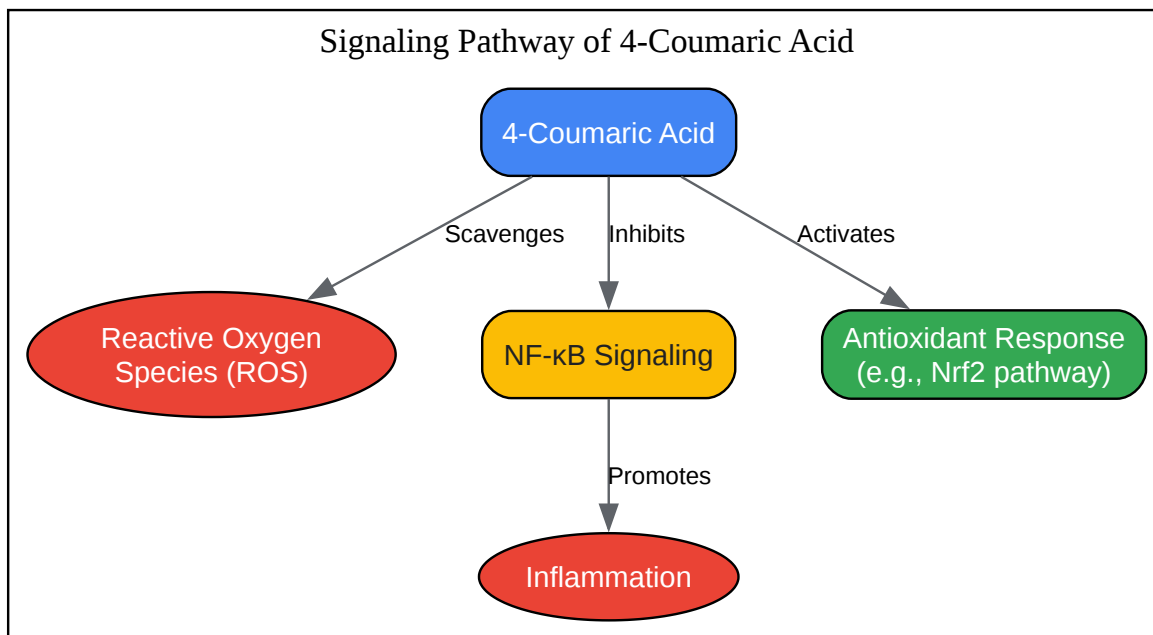 Signaling Pathway of 4-Coumaric Acid
4-Coumaric Acid
Scavenges
Inhibits
Activates
Reactive Oxygen
Species (ROS)
NF-κB Signaling
Antioxidant Response
(e.g., Nrf2 pathway)
Promotes
Inflammation